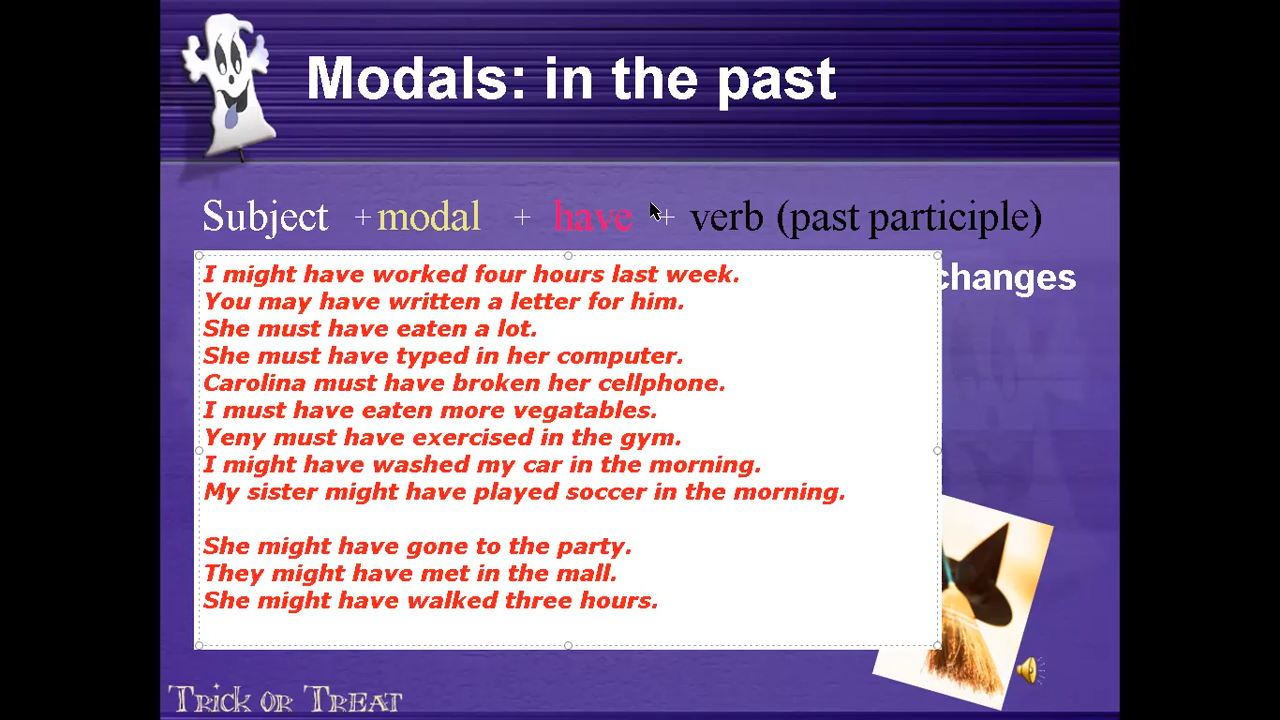 Modals: in the past
Subject + modal + have + verb (past participle)
changes
I might have worked four hours last week.
You may have written a letter for him.
She must have eaten a lot.
She must have typed in her computer.
Carolina must have broken her cellphone.
I must have eaten more vegatables.
Yeny must have exercised in the gym.
I might have washed my car in the morning.
My sister might have played soccer in the morning.
She might have gone to the party.
They might have met in the mall.
She might have walked three hours.
Trick or Treat